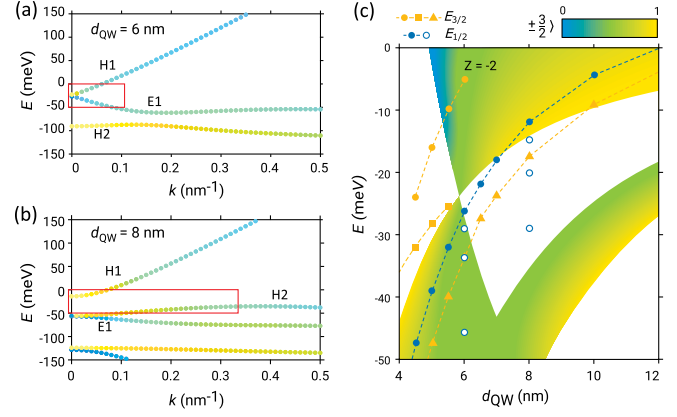 (a)
d_QW = 6 nm
150
100
50
0
-50
-100
-150
E (meV)
H1
E1
H2
0
0.1
0.2
0.3
0.4
0.5
k (nm⁻¹)
(b)
d_QW = 8 nm
150
100
50
0
-50
-100
-150
E (meV)
H1
H2
E1
0
0.1
0.2
0.3
0.4
0.5
k (nm⁻¹)
(c)
E_3/2
E_1/2
± 3/2 ⟩
0
1
Z = -2
0
-10
-20
-30
-40
-50
E (meV)
4
6
8
10
12
d_QW (nm)